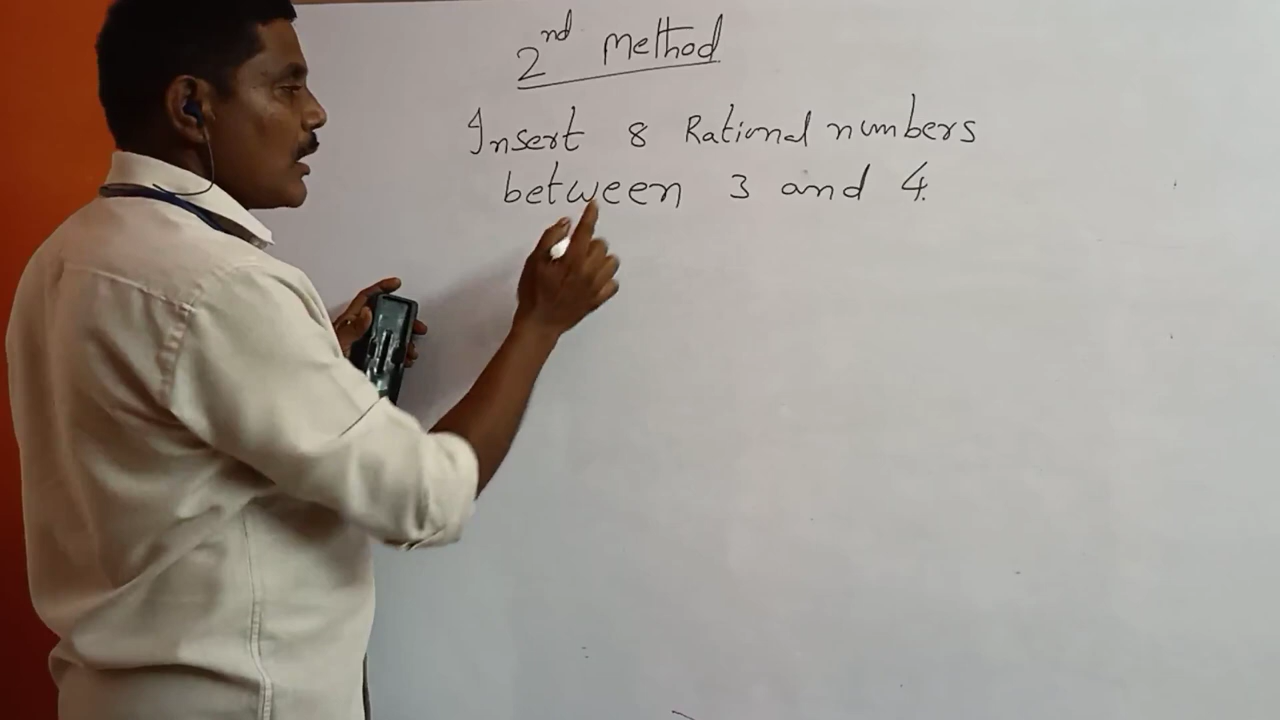 2nd Method
Insert 8 Rational numbers
between 3 and 4.